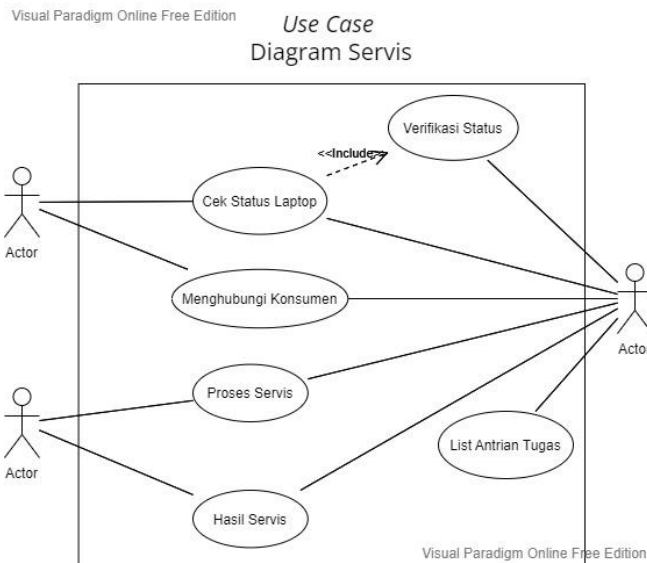 Visual Paradigm Online Free Edition
Use Case
Diagram Servis
Verifikasi Status
<<Include>>
Cek Status Laptop
Actor
Menghubungi Konsumen
Actor
Proses Servis
Actor
List Antrian Tugas
Hasil Servis
Visual Paradigm Online Free Edition